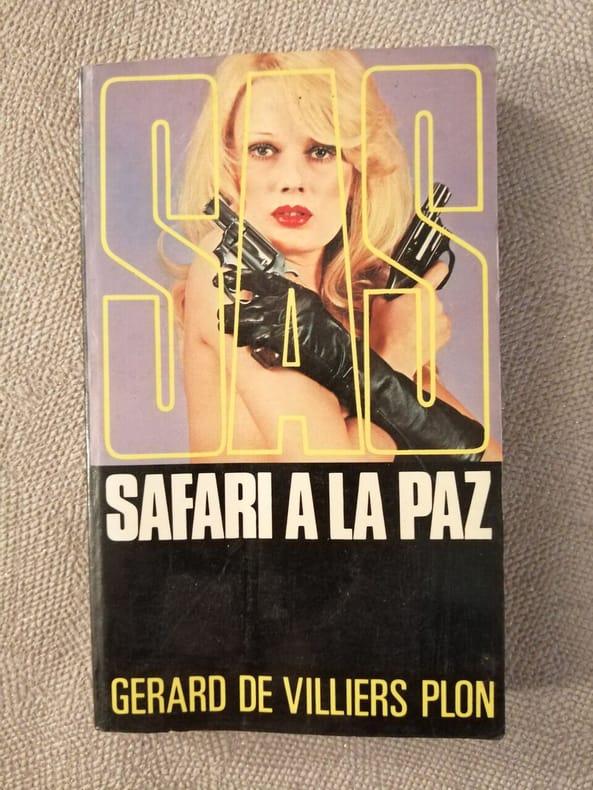 SAS
SAFARI A LA PAZ
GERARD DE VILLIERS PLON